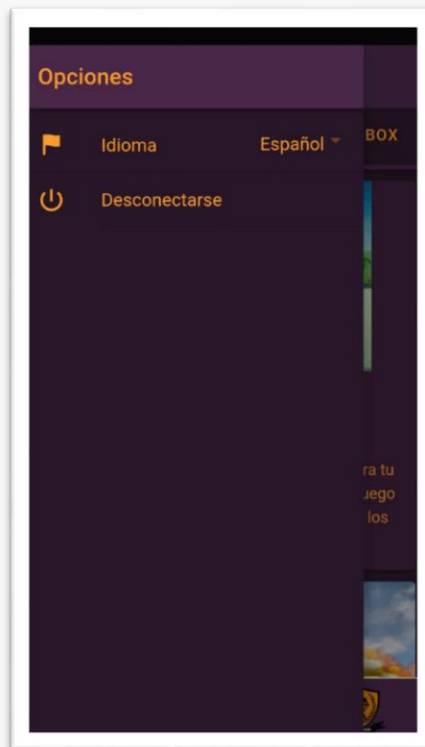 Opciones
Idioma
Español
BOX
Desconectarse
ra tu
uego
los